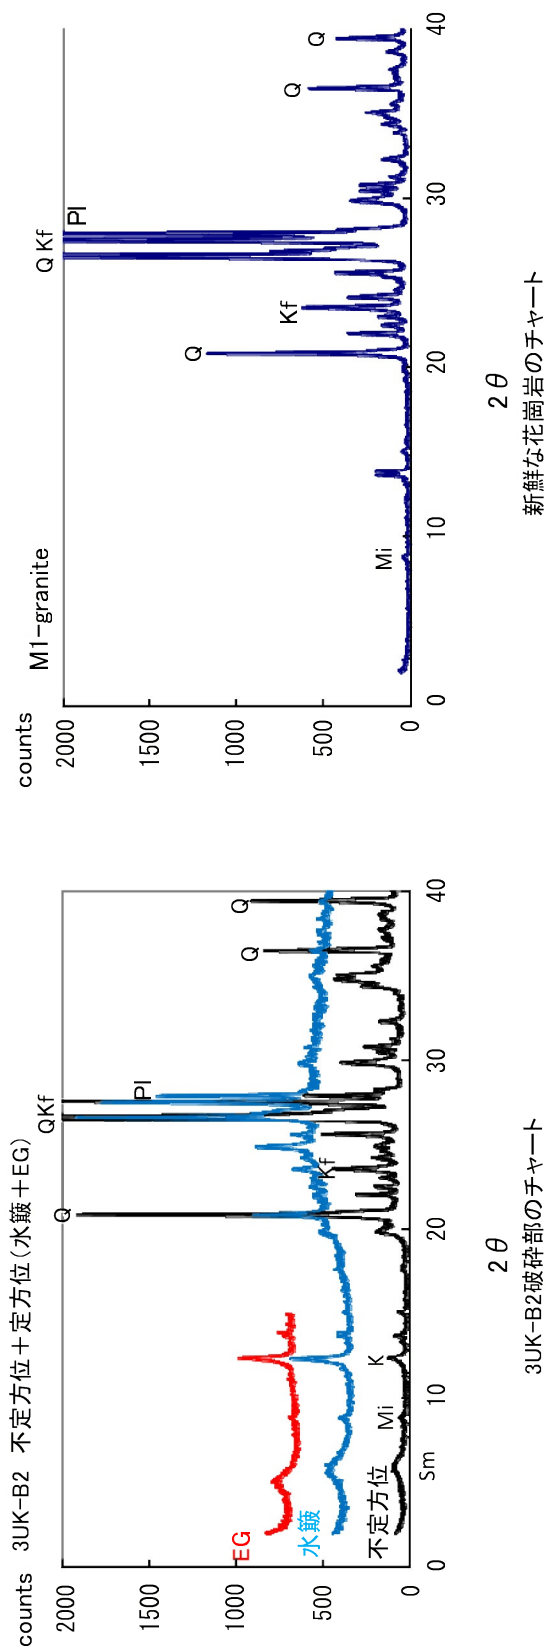 counts 3UK-B2 不定方位+定方位(水簸+EG)
2000
1500
1000
500
0
Q
QKf
Pl
Q
Q
Kf
EG
水簸
不定方位
Sm
Mi
K
0
10
20
30
40
2θ
3UK-B2破砕部のチャート
counts
M1-granite
2000
1500
1000
500
0
Q Kf
Pl
Q
Kf
Q
Q
Mi
0
10
20
30
40
2θ
新鮮な花崗岩のチャート